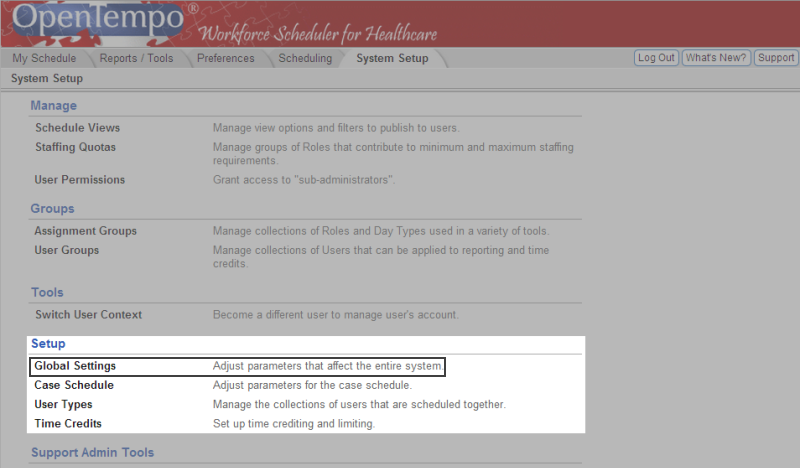 OpenTempo®
Workforce Scheduler for Healthcare
My Schedule Reports / Tools Preferences Scheduling System Setup Log Out What's New? Support
System Setup
Manage
Schedule Views Manage view options and filters to publish to users.
Staffing Quotas Manage groups of Roles that contribute to minimum and maximum staffing
requirements.
User Permissions Grant access to "sub-administrators".
Groups
Assignment Groups Manage collections of Roles and Day Types used in a variety of tools.
User Groups Manage collections of Users that can be applied to reporting and time
credits.
Tools
Switch User Context Become a different user to manage user's account.
Setup
Global Settings Adjust parameters that affect the entire system.
Case Schedule Adjust parameters for the case schedule.
User Types Manage the collections of users that are scheduled together.
Time Credits Set up time crediting and limiting.
Support Admin Tools